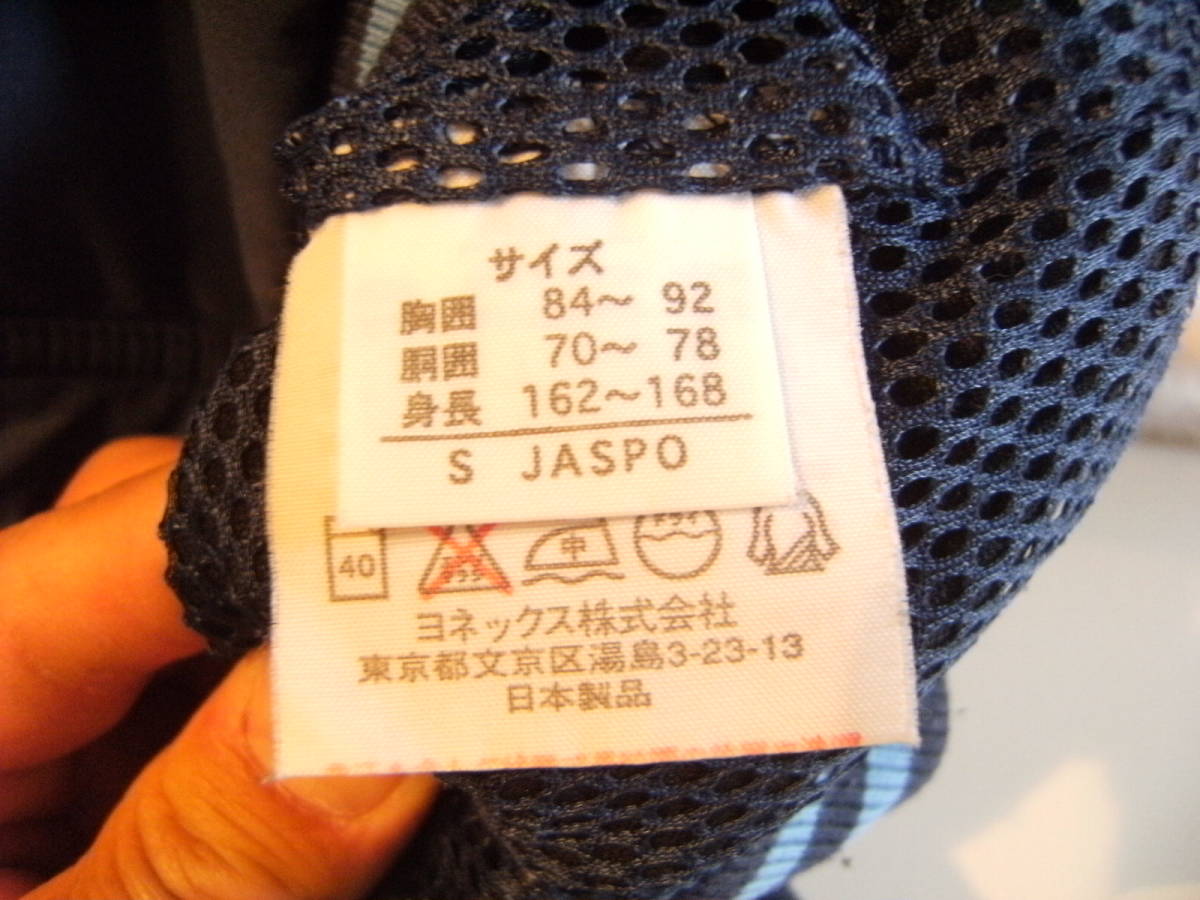 サイズ
胸囲 84～ 92
胴囲 70～ 78
身長 162～168
S JASPO
40 中
ヨネックス株式会社
東京都文京区湯島3-23-13
日本製品